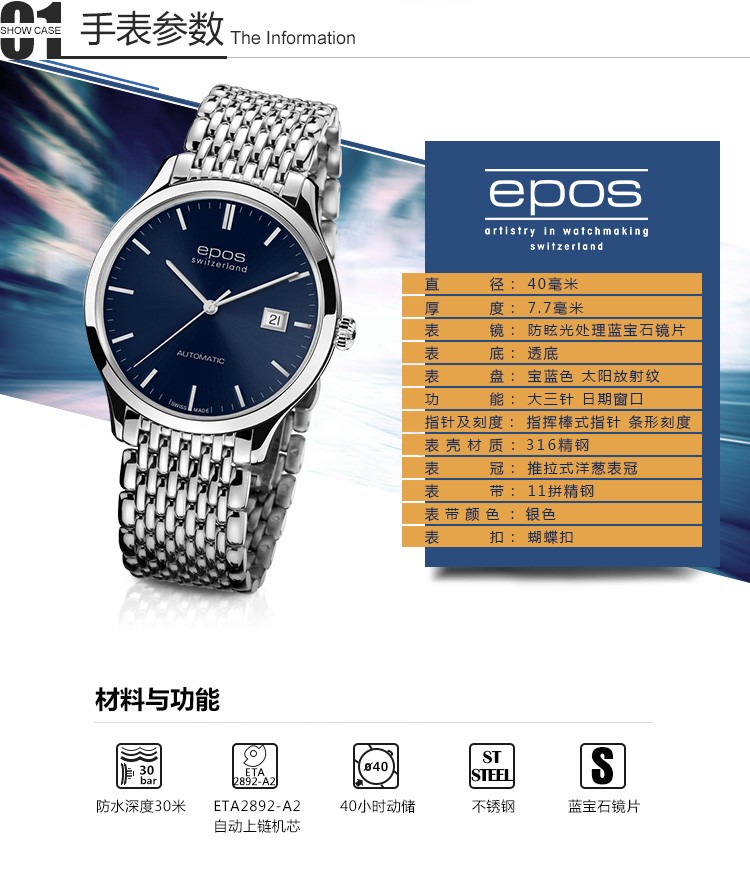 01
SHOW CASE
手表参数 The Information
epos
switzerland
21
AUTOMATIC
SWISS MADE
epos
artistry in watchmaking
switzerland
直径：40毫米
厚度：7.7毫米
表镜：防眩光处理蓝宝石镜片
表底：透底
表盘：宝蓝色 太阳放射纹
功能：大三针 日期窗口
指针及刻度：指挥棒式指针 条形刻度
表壳材质：316精钢
表冠：推拉式洋葱表冠
表带：11拼精钢
表带颜色：银色
表扣：蝴蝶扣
材料与功能
30
bar
防水深度30米
ETA
2892-A2
ETA2892-A2
自动上链机芯
ø40
40小时动储
ST
STEEL
不锈钢
S
蓝宝石镜片